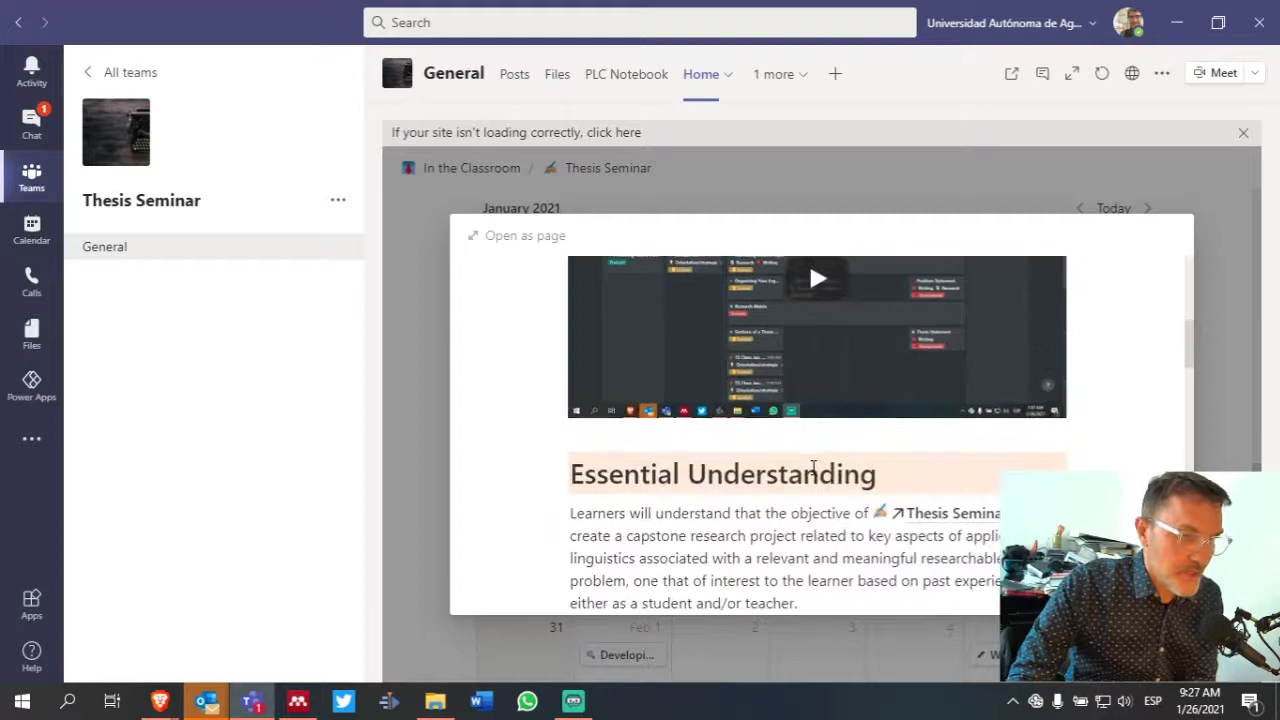 Search
Universidad Autónoma de Ag...
Activity
Chat
1
Teams
Calendar
Calls
Files
Power Apps
Apps
Help
All teams
Thesis Seminar
General
General
Posts
Files
PLC Notebook
Home
1 more
Meet
If your site isn't loading correctly, click here
In the Classroom / Thesis Seminar
January 2021
Today
Open as page
Essential Understanding
Learners will understand that the objective of Thesis Semina
create a capstone research project related to key aspects of appli
linguistics associated with a relevant and meaningful researchable
problem, one that of interest to the learner based on past experie
either as a student and/or teacher.
31
Feb 1
2
3
4
Developi...
W
ESP
9:27 AM
1/26/2021
1